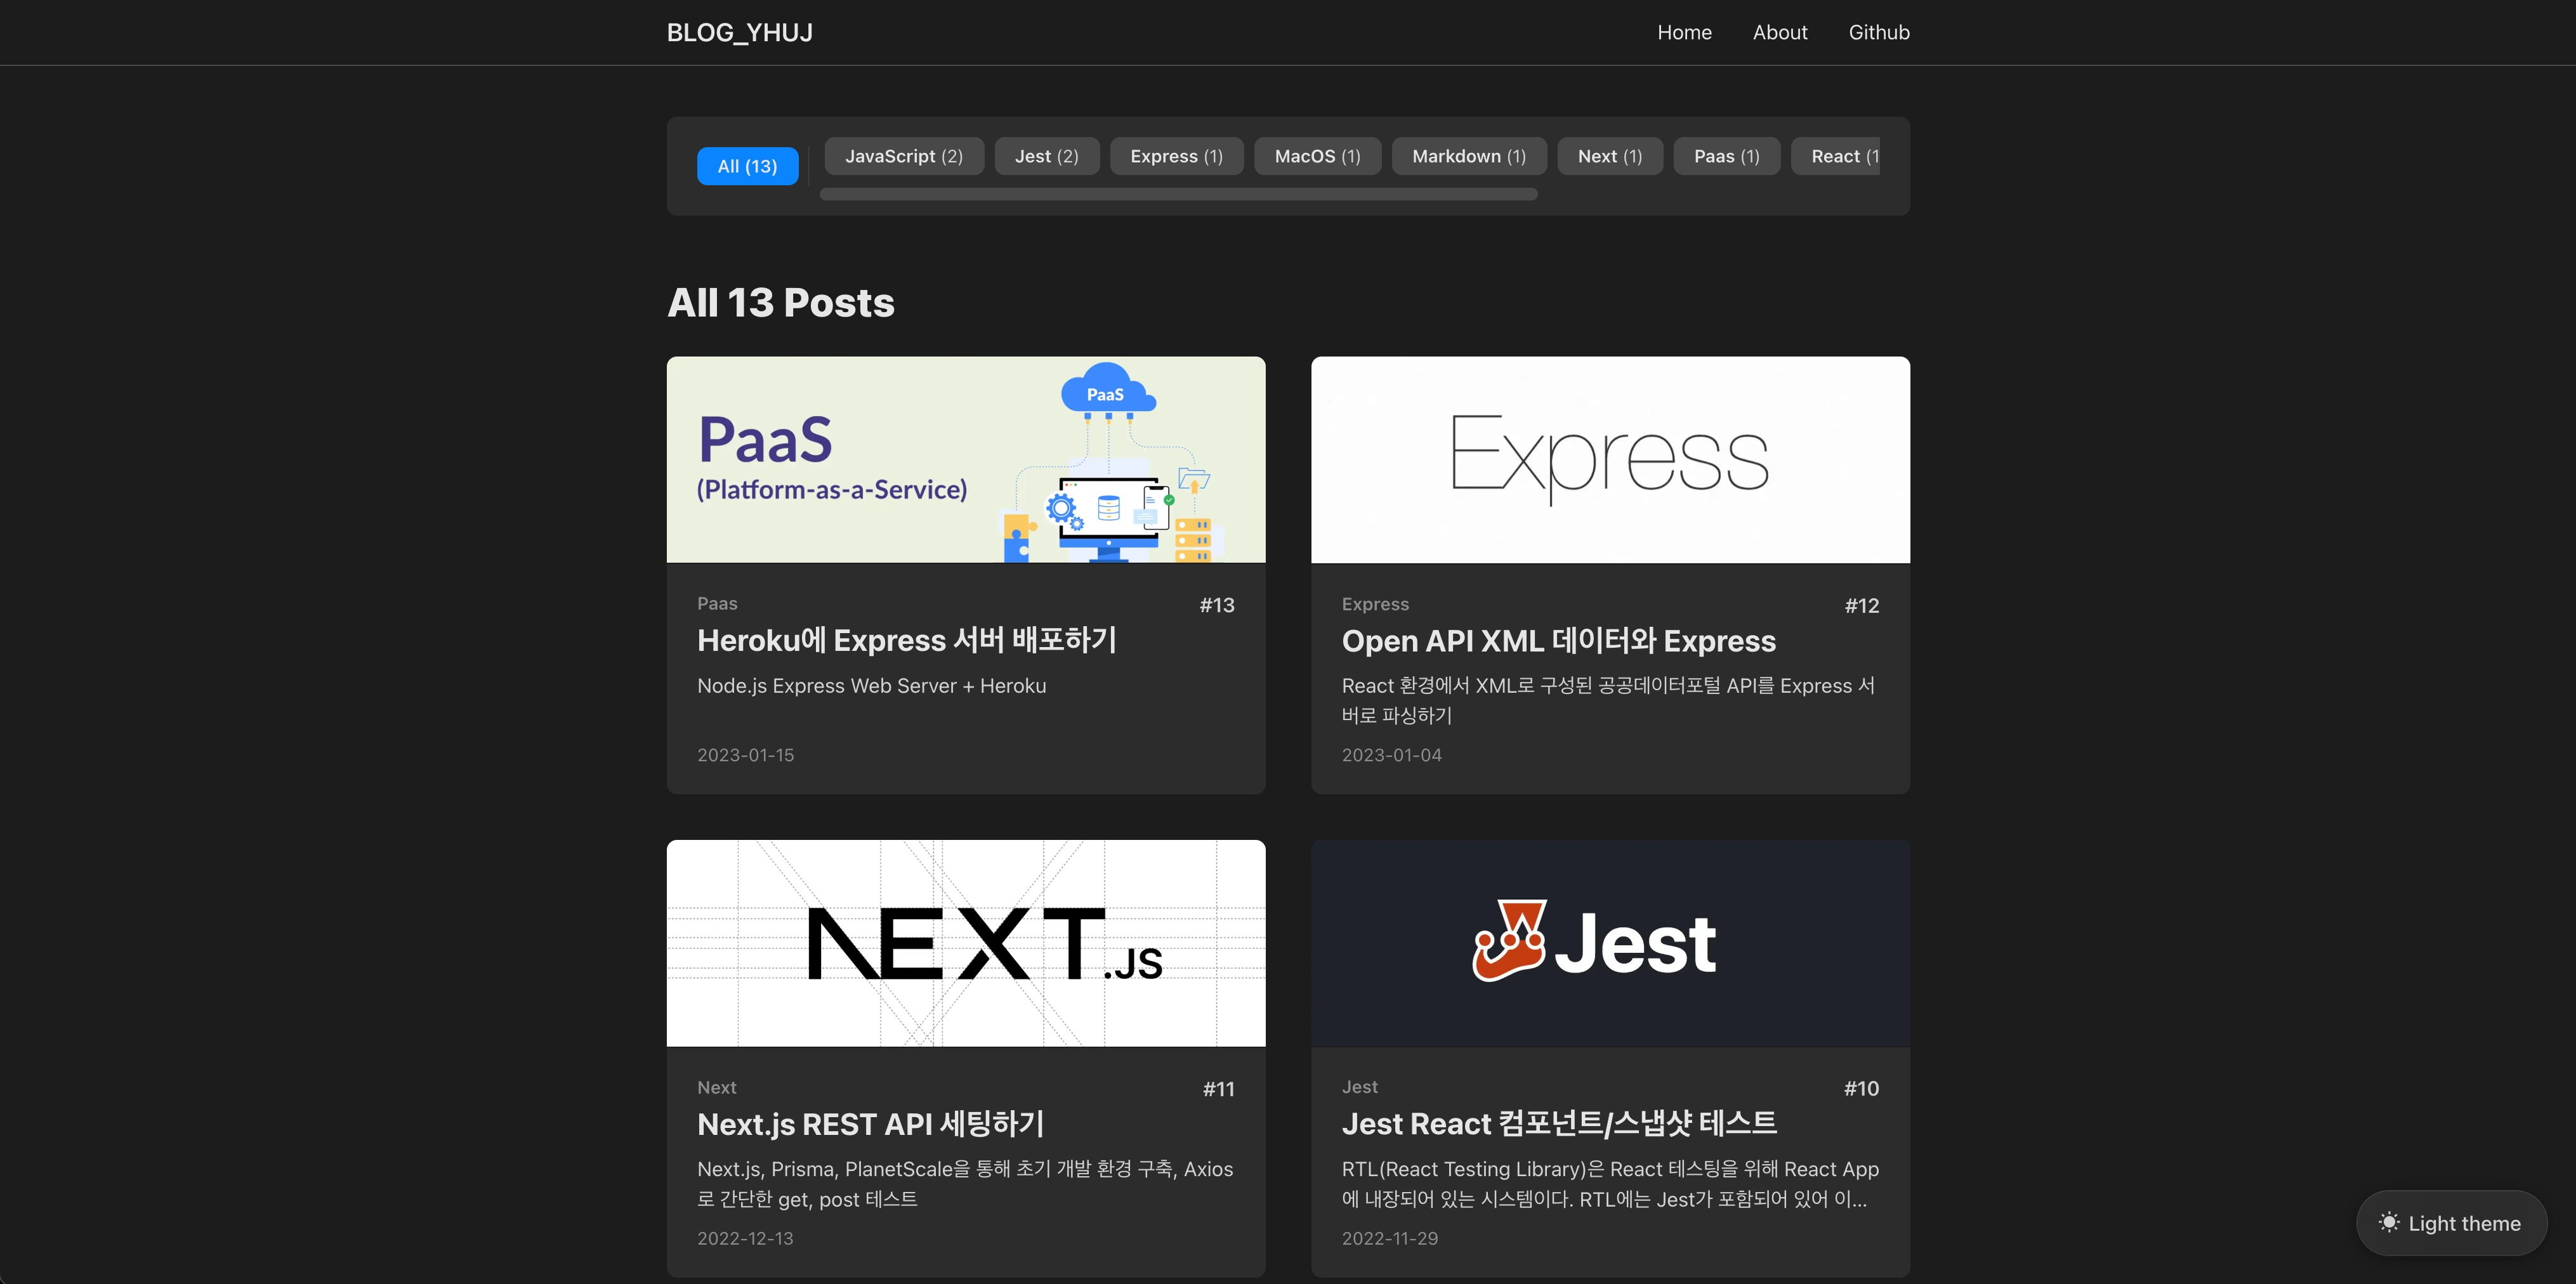 BLOG_YHUJ
Home About Github
All (13) JavaScript (2) Jest (2) Express (1) MacOS (1) Markdown (1) Next (1) Paas (1) React (1
All 13 Posts
PaaS
(Platform-as-a-Service)
PaaS
Paas #13
Heroku에 Express 서버 배포하기
Node.js Express Web Server + Heroku
2023-01-15
Express
Express #12
Open API XML 데이터와 Express
React 환경에서 XML로 구성된 공공데이터포털 API를 Express 서
버로 파싱하기
2023-01-04
NEXT.JS
Next #11
Next.js REST API 세팅하기
Next.js, Prisma, PlanetScale을 통해 초기 개발 환경 구축, Axios
로 간단한 get, post 테스트
2022-12-13
Jest
Jest #10
Jest React 컴포넌트/스냅샷 테스트
RTL(React Testing Library)은 React 테스팅을 위해 React App
에 내장되어 있는 시스템이다. RTL에는 Jest가 포함되어 있어 이...
2022-11-29
Light theme